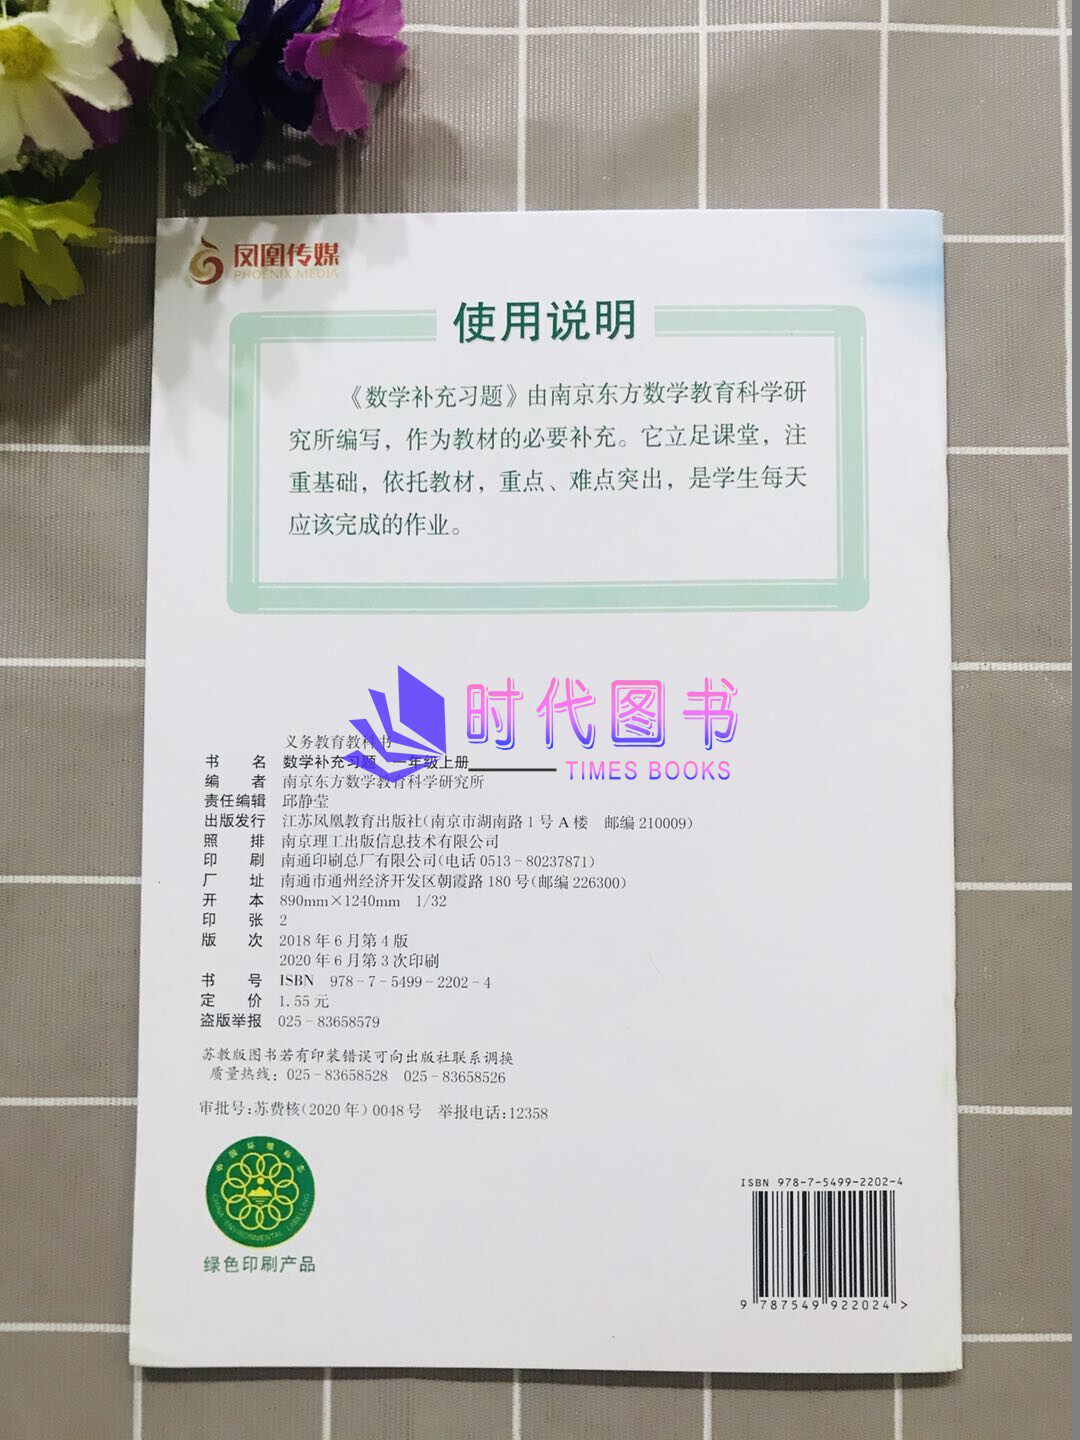 凤凰传媒
PHOENIX MEDIA
使用说明
《数学补充习题》由南京东方数学教育科学研
究所编写，作为教材的必要补充。它立足课堂，注
重基础，依托教材，重点、难点突出，是学生每天
应该完成的作业。
时代图书
TIMES BOOKS
义务教育教科书
书 名 数学补充习题 一年级上册
编 者 南京东方数学教育科学研究所
责任编辑 邱静莹
出版发行 江苏凤凰教育出版社(南京市湖南路1号A楼 邮编210009)
照 排 南京理工出版信息技术有限公司
印 刷 南通印刷总厂有限公司(电话0513-80237871)
厂 址 南通市通州经济开发区朝霞路180号(邮编226300)
开 本 890mm×1240mm 1/32
印 张 2
版 次 2018年6月第4版
2020年6月第3次印刷
书 号 ISBN 978-7-5499-2202-4
定 价 1.55元
盗版举报 025-83658579
苏教版图书若有印装错误可向出版社联系调换
质量热线：025-83658528 025-83658526
审批号:苏费核(2020年)0048号 举报电话:12358
中国环境标志
CHINA ENVIRONMENTAL LABELLING
绿色印刷产品
ISBN 978-7-5499-2202-4
9 787549 922024 >